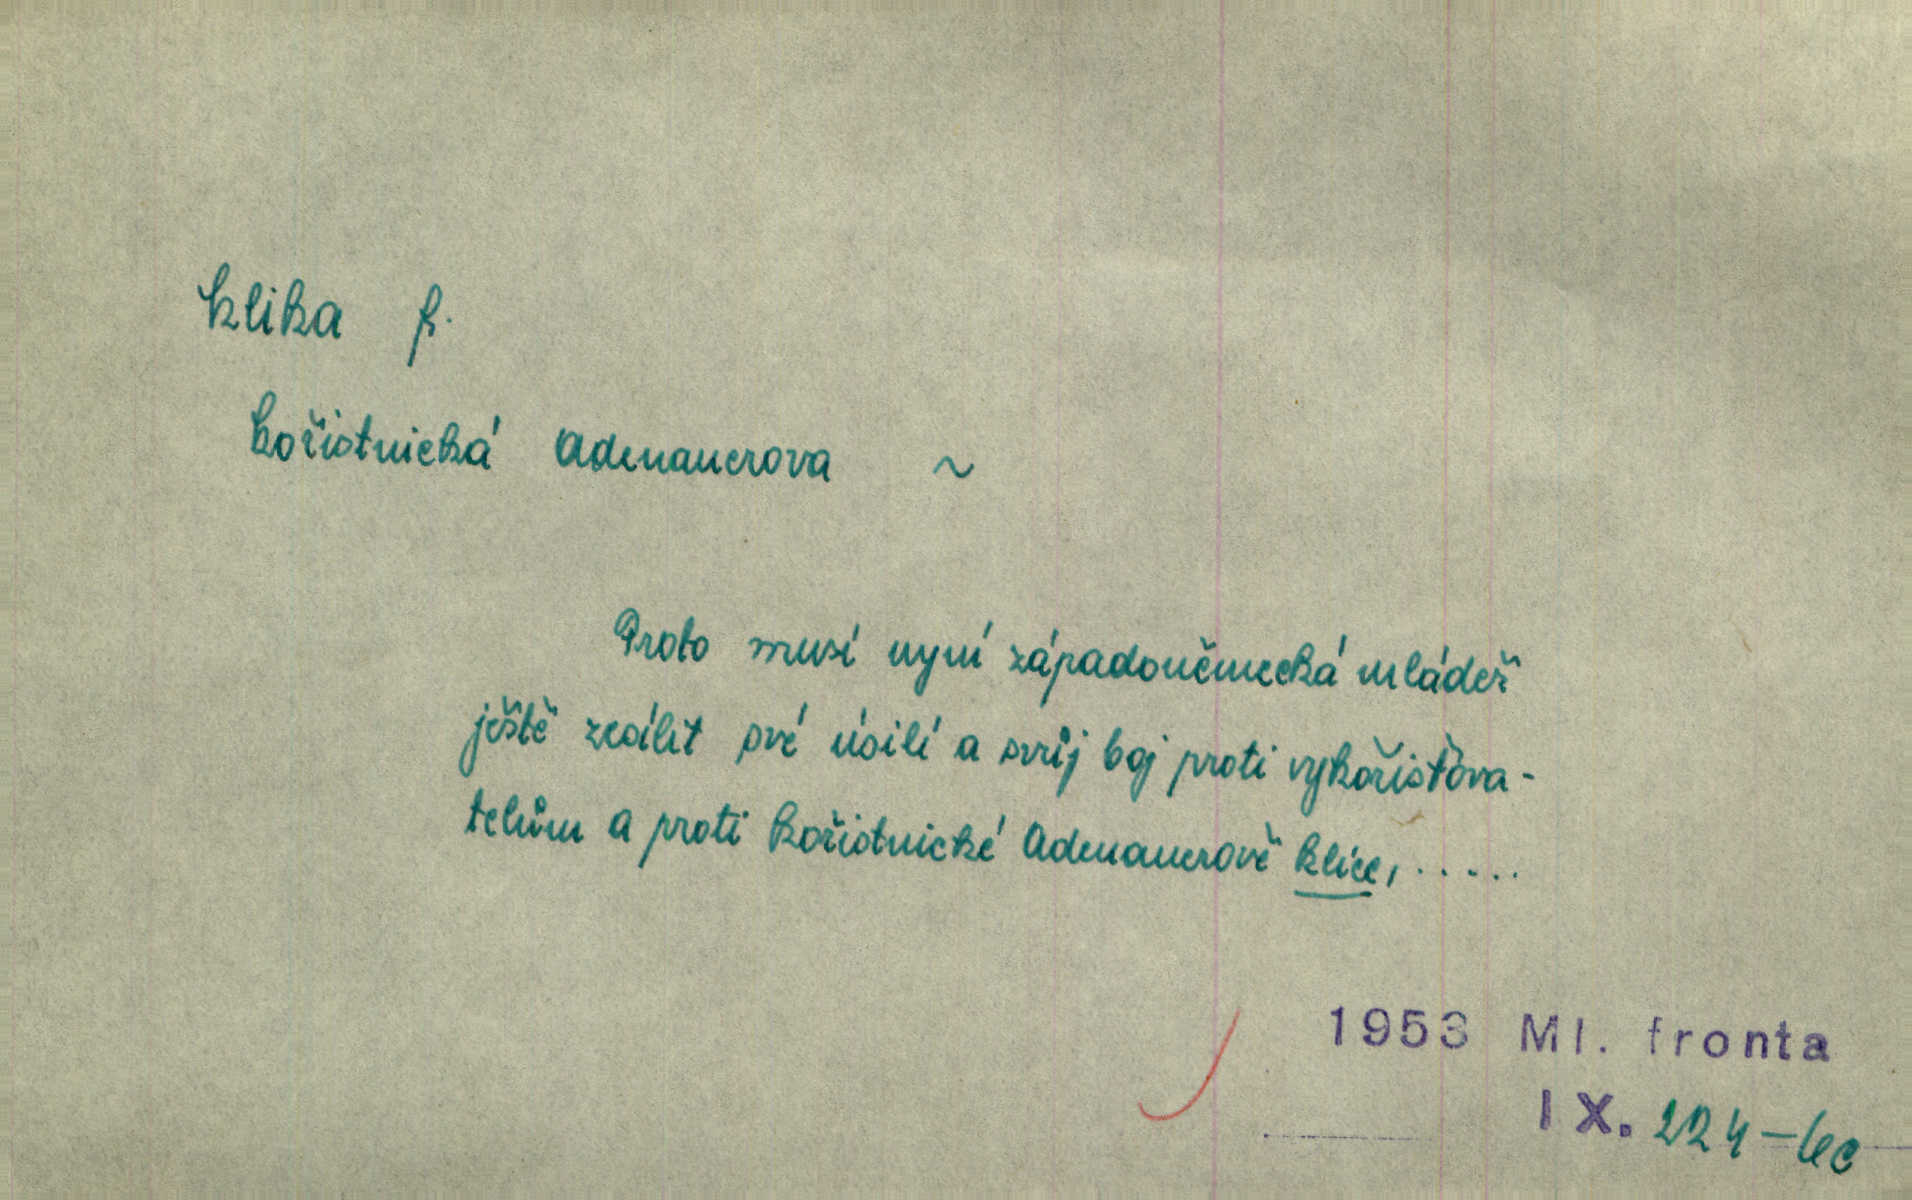 klika f.
kořistnická Adenauerova ~
Proto musí nyní západoněmecká mládež
ještě zesílit své úsilí a svůj boj proti vykořisťova-
telům a proti kořistnické Adenauerově klice, .....
1953 Ml. fronta
IX. 224-6c